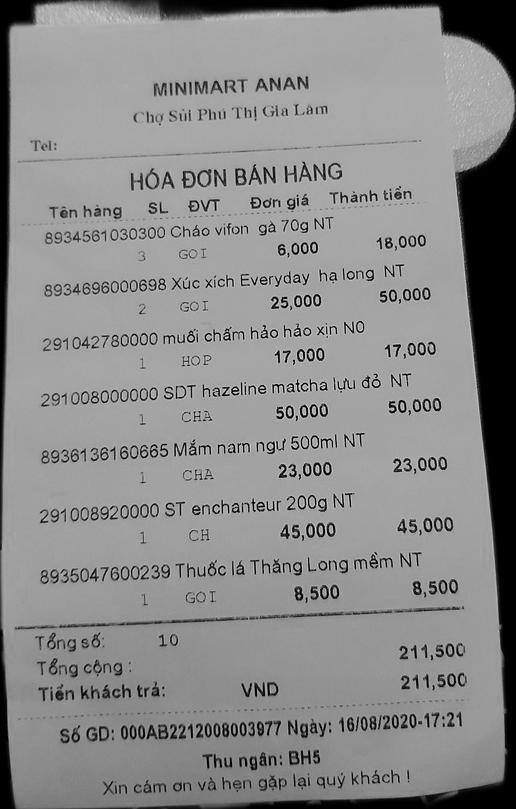 MINIMART ANAN
Chợ Sủi Phú Thị Gia Lâm
Tel:
HÓA ĐƠN BÁN HÀNG
Tên hàng SL ĐVT Đơn giá Thành tiền
8934561030300 Cháo vifon gà 70g NT
3 GOI 6,000 18,000
8934696000698 Xúc xích Everyday hạ long NT
2 GOI 25,000 50,000
291042780000 muối chấm hảo hảo xịn N0
1 HOP 17,000 17,000
291008000000 SDT hazeline matcha lựu đỏ NT
1 CHA 50,000 50,000
8936136160665 Mắm nam ngư 500ml NT
1 CHA 23,000 23,000
291008920000 ST enchanteur 200g NT
1 CH 45,000 45,000
8935047600239 Thuốc lá Thăng Long mềm NT
1 GOI 8,500 8,500
Tổng số: 10
Tổng cộng : 211,500
Tiền khách trả: VND 211,500
Số GD: 000AB2212008003977 Ngày: 16/08/2020-17:21
Thu ngân: BH5
Xin cám ơn và hẹn gặp lại quý khách !